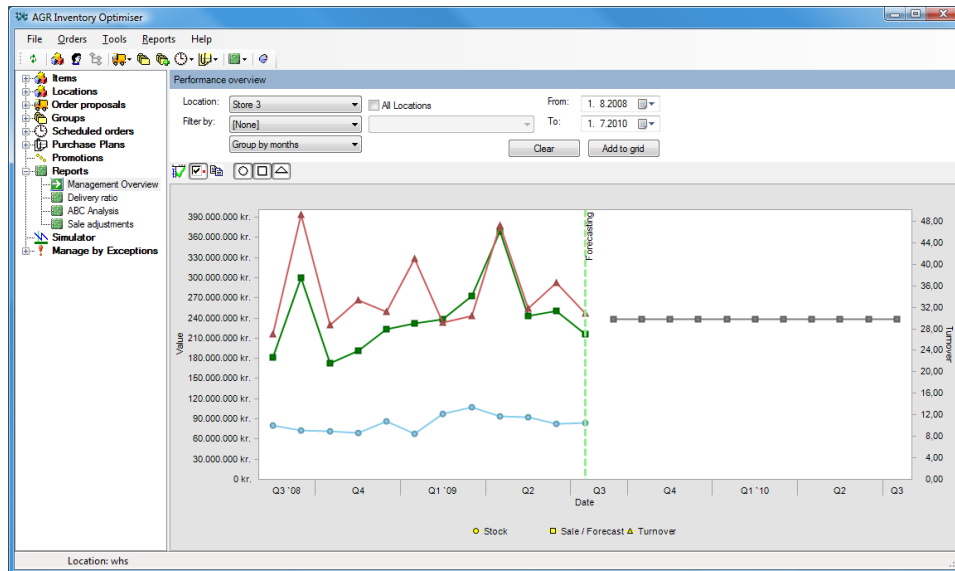 AGR Inventory Optimiser
File Orders Tools Reports Help
Items
Locations
Order proposals
Groups
Scheduled orders
Purchase Plans
Promotions
Reports
Management Overview
Delivery ratio
ABC Analysis
Sale adjustments
Simulator
Manage by Exceptions
Performance overview
Location: Store 3 All Locations From: 1. 8.2008
Filter by: [None] To: 1. 7.2010
Group by months Clear Add to grid
390.000.000 kr.
360.000.000 kr.
330.000.000 kr.
300.000.000 kr.
270.000.000 kr.
240.000.000 kr.
210.000.000 kr.
180.000.000 kr.
150.000.000 kr.
120.000.000 kr.
90.000.000 kr.
60.000.000 kr.
30.000.000 kr.
0 kr.
Value
Forecasting
48,00
44,00
40,00
36,00
32,00
28,00
24,00
20,00
16,00
12,00
8,00
4,00
0,00
Turnover
Q3 `08 Q4 Q1 `09 Q2 Q3 Q4 Q1 `10 Q2 Q3
Date
Stock Sale / Forecast Turnover
Location: whs